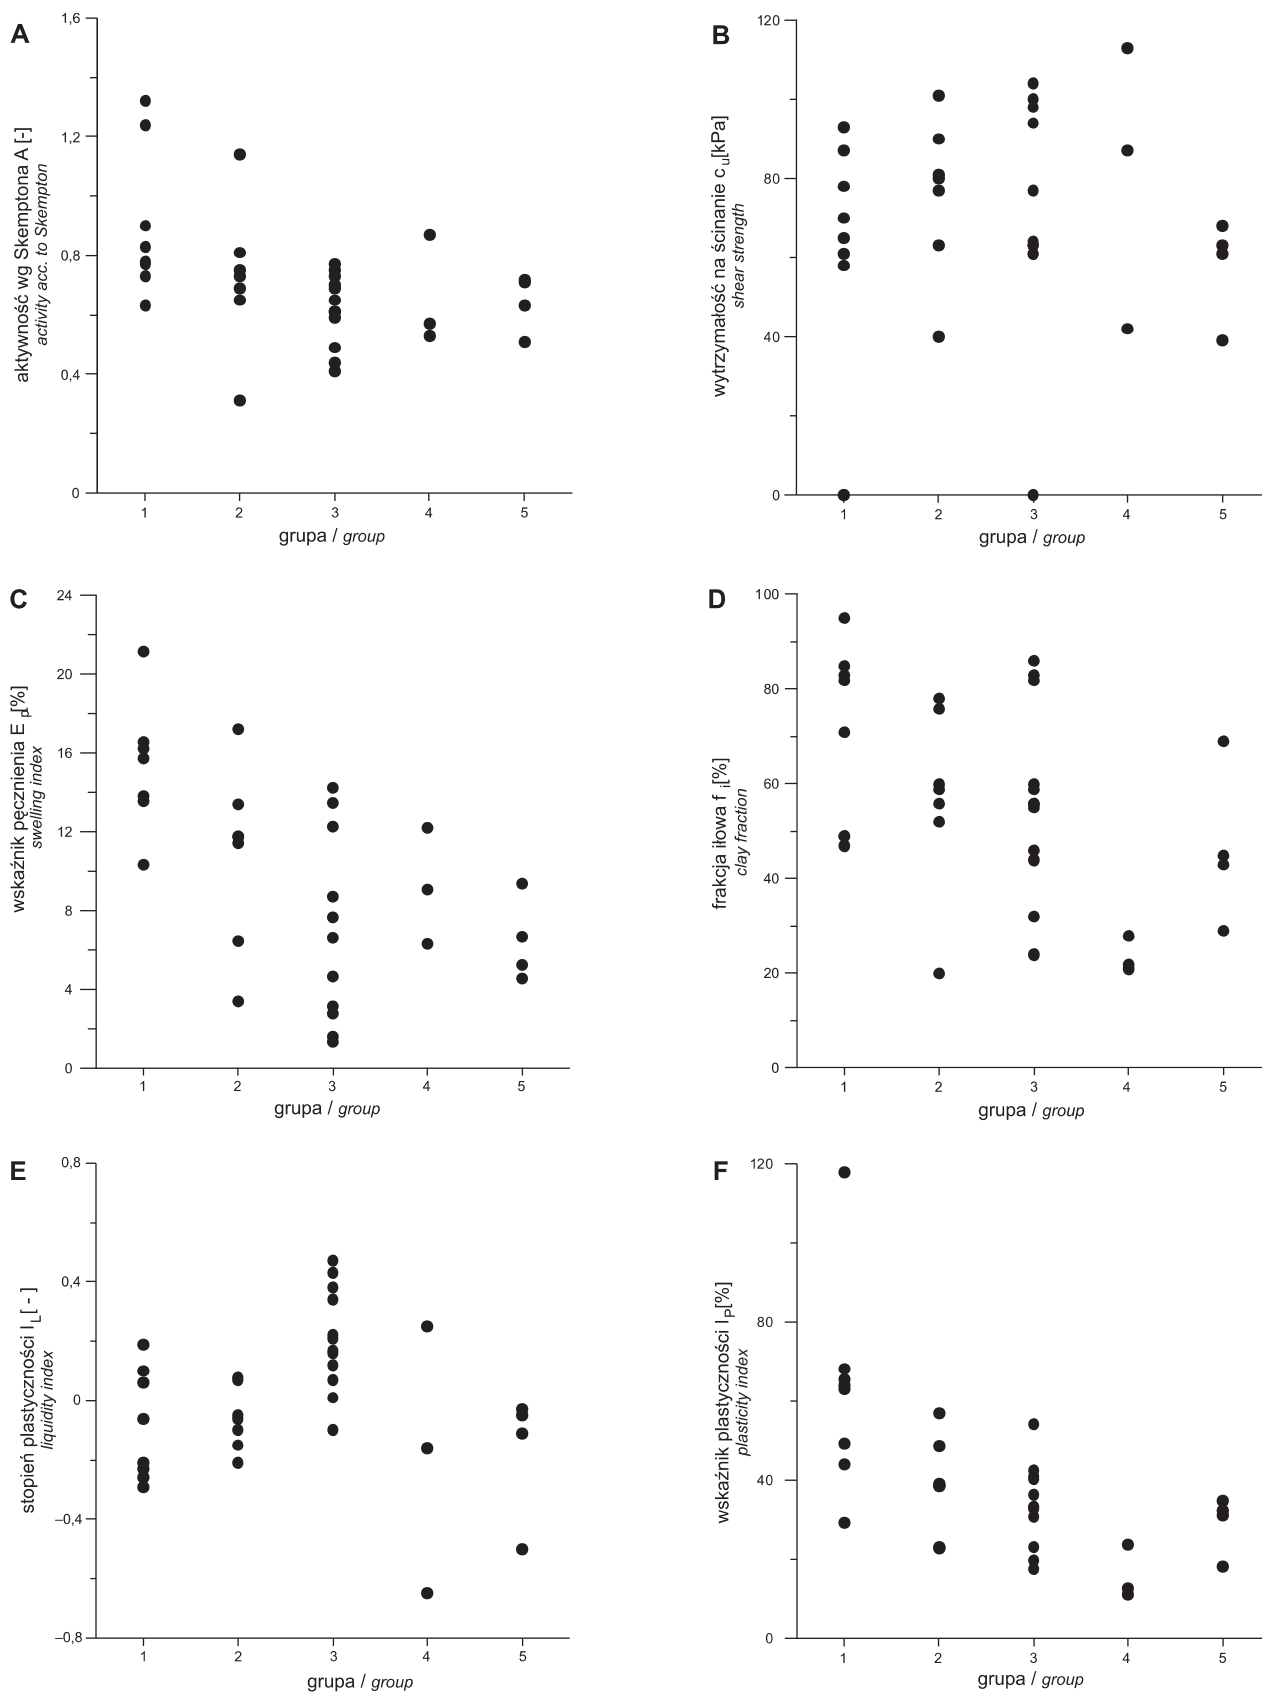 A
1,6
1,2
0,8
0,4
0
aktywność wg Skemptona A [-]
activity acc. to Skempton
1 2 3 4 5
grupa / group
B
120
80
40
0
wytrzymałość na ścinanie cu[kPa]
shear strength
1 2 3 4 5
grupa / group
C
24
20
16
12
8
4
0
wskaźnik pęcznienia E p[%]
swelling index
1 2 3 4 5
grupa / group
D
100
80
60
40
20
0
frakcja iłowa f i[%]
clay fraction
1 2 3 4 5
grupa / group
E
0,8
0,4
0
–0,4
–0,8
stopień plastyczności IL[ - ]
liquidity index
1 2 3 4 5
grupa / group
F
120
80
40
0
wskaźnik plastyczności IP[%]
plasticity index
1 2 3 4 5
grupa / group